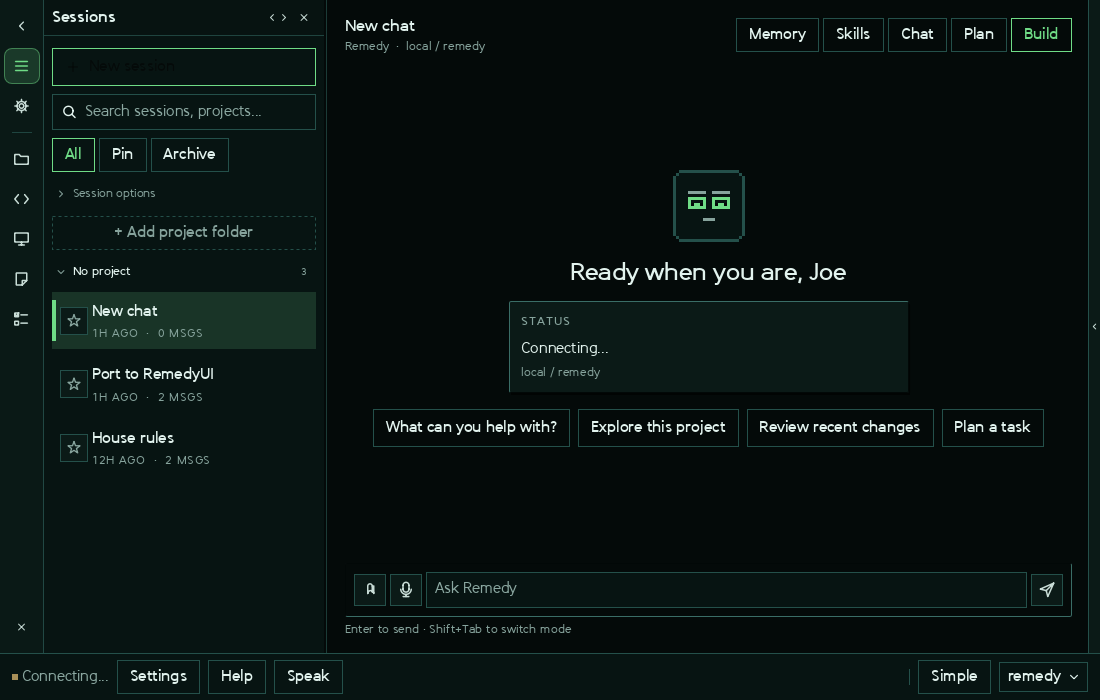 Sessions
New session
Search sessions, projects...
All
Pin
Archive
Session options
+ Add project folder
No project
3
New chat
1H AGO · 0 MSGS
Port to RemedyUI
1H AGO · 2 MSGS
House rules
12H AGO · 2 MSGS
New chat
Remedy · local / remedy
Memory
Skills
Chat
Plan
Build
Ready when you are, Joe
STATUS
Connecting...
local / remedy
What can you help with?
Explore this project
Review recent changes
Plan a task
Ask Remedy
Enter to send · Shift+Tab to switch mode
Connecting...
Settings
Help
Speak
Simple
remedy